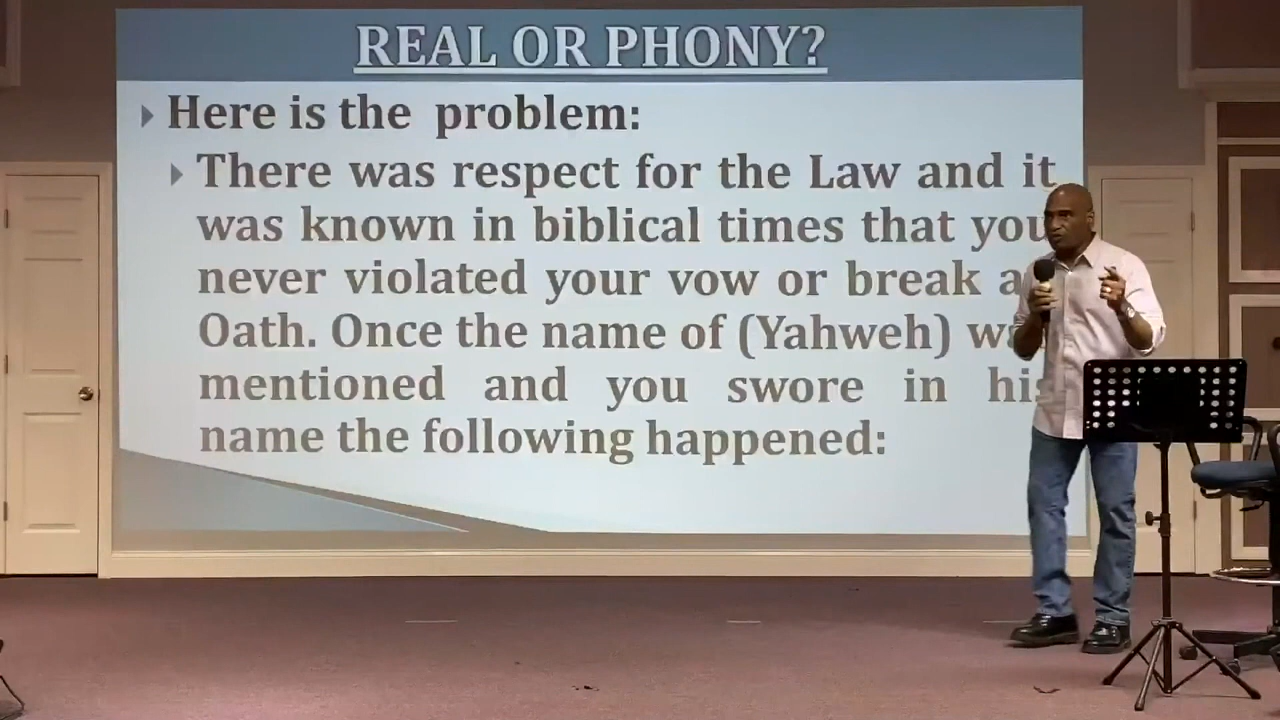 REAL OR PHONY?
Here is the problem:
There was respect for the Law and it
was known in biblical times that you
never violated your vow or break
Oath. Once the name of (Yahweh)
mentioned and you swore in his
name the following happened: